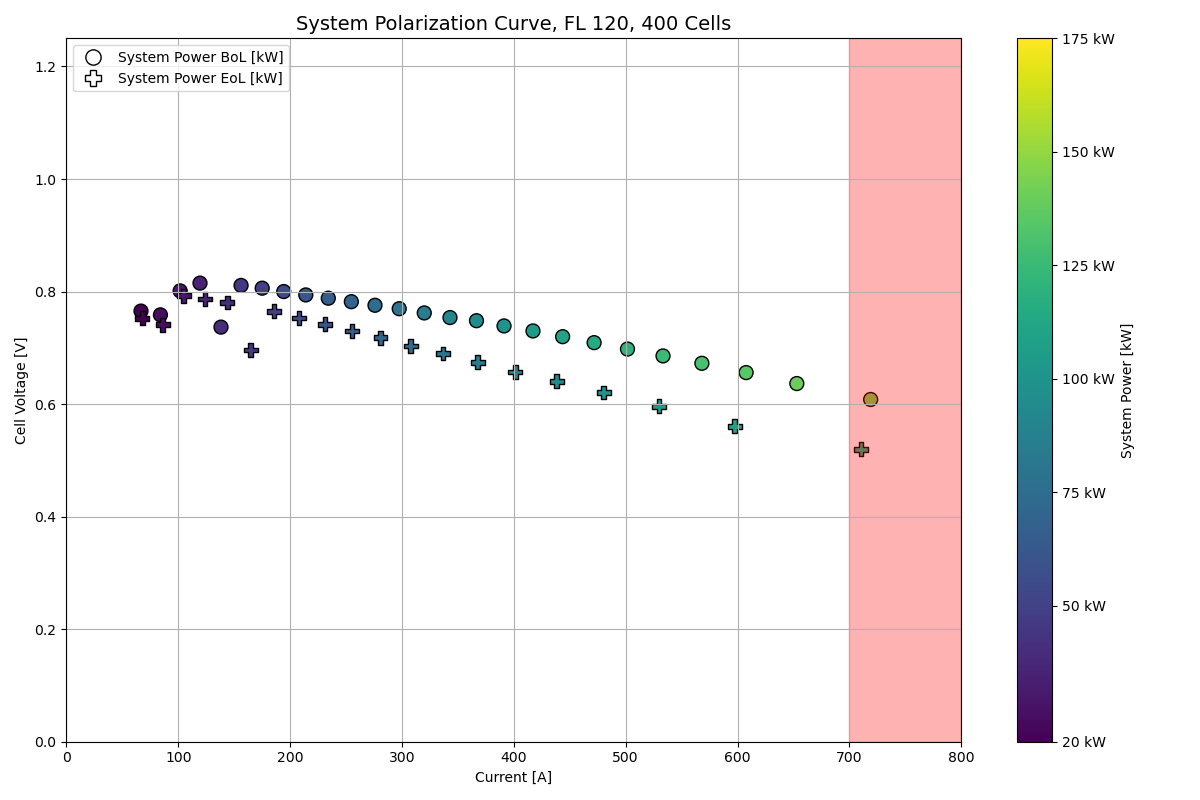 System Polarization Curve, FL 120, 400 Cells
System Power BoL [kW]
System Power EoL [kW]
1.2
1.0
0.8
0.6
0.4
0.2
0.0
Cell Voltage [V]
0 100 200 300 400 500 600 700 800
Current [A]
175 kW
150 kW
125 kW
100 kW
75 kW
50 kW
20 kW
System Power [kW]